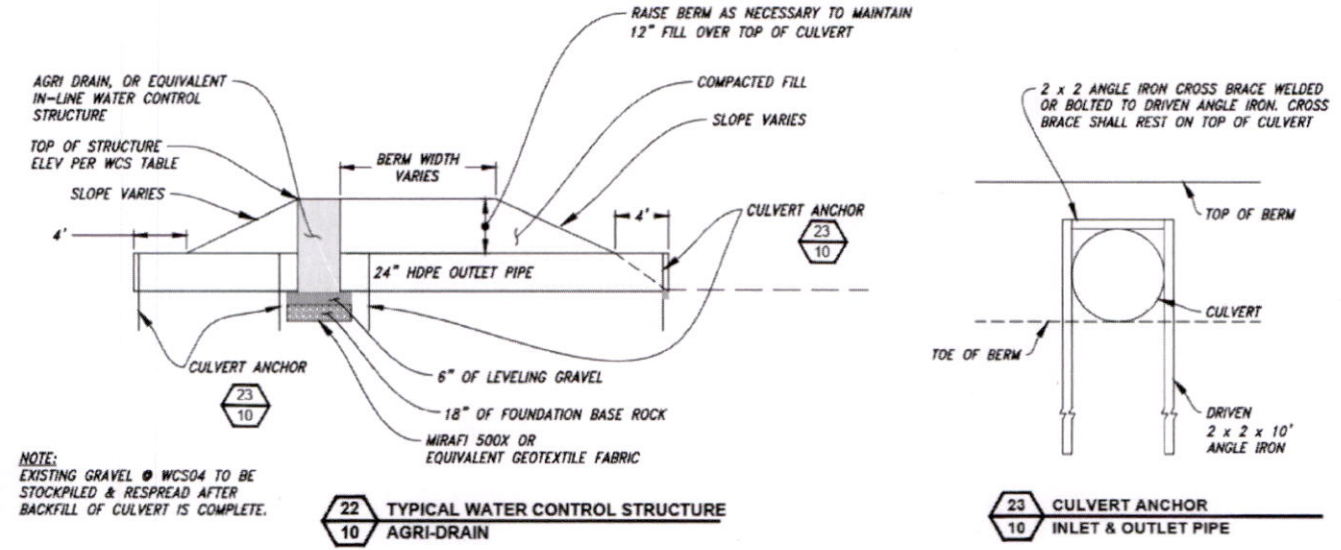 RAISE BERM AS NECESSARY TO MAINTAIN
12" FILL OVER TOP OF CULVERT
AGRI DRAIN, OR EQUIVALENT
IN-LINE WATER CONTROL
STRUCTURE
COMPACTED FILL
SLOPE VARIES
TOP OF STRUCTURE
ELEV PER WCS TABLE
BERM WIDTH
VARIES
SLOPE VARIES
4'
4'
CULVERT ANCHOR
23
10
24" HDPE OUTLET PIPE
CULVERT ANCHOR
23
10
6" OF LEVELING GRAVEL
18" OF FOUNDATION BASE ROCK
MIRAFI 500X OR
EQUIVALENT GEOTEXTILE FABRIC
NOTE:
EXISTING GRAVEL @ WCS04 TO BE
STOCKPILED & RESPREAD AFTER
BACKFILL OF CULVERT IS COMPLETE.
22 TYPICAL WATER CONTROL STRUCTURE
10 AGRI-DRAIN
2 x 2 ANGLE IRON CROSS BRACE WELDED
OR BOLTED TO DRIVEN ANGLE IRON. CROSS
BRACE SHALL REST ON TOP OF CULVERT
TOP OF BERM
CULVERT
TOE OF BERM
DRIVEN
2 x 2 x 10'
ANGLE IRON
23 CULVERT ANCHOR
10 INLET & OUTLET PIPE